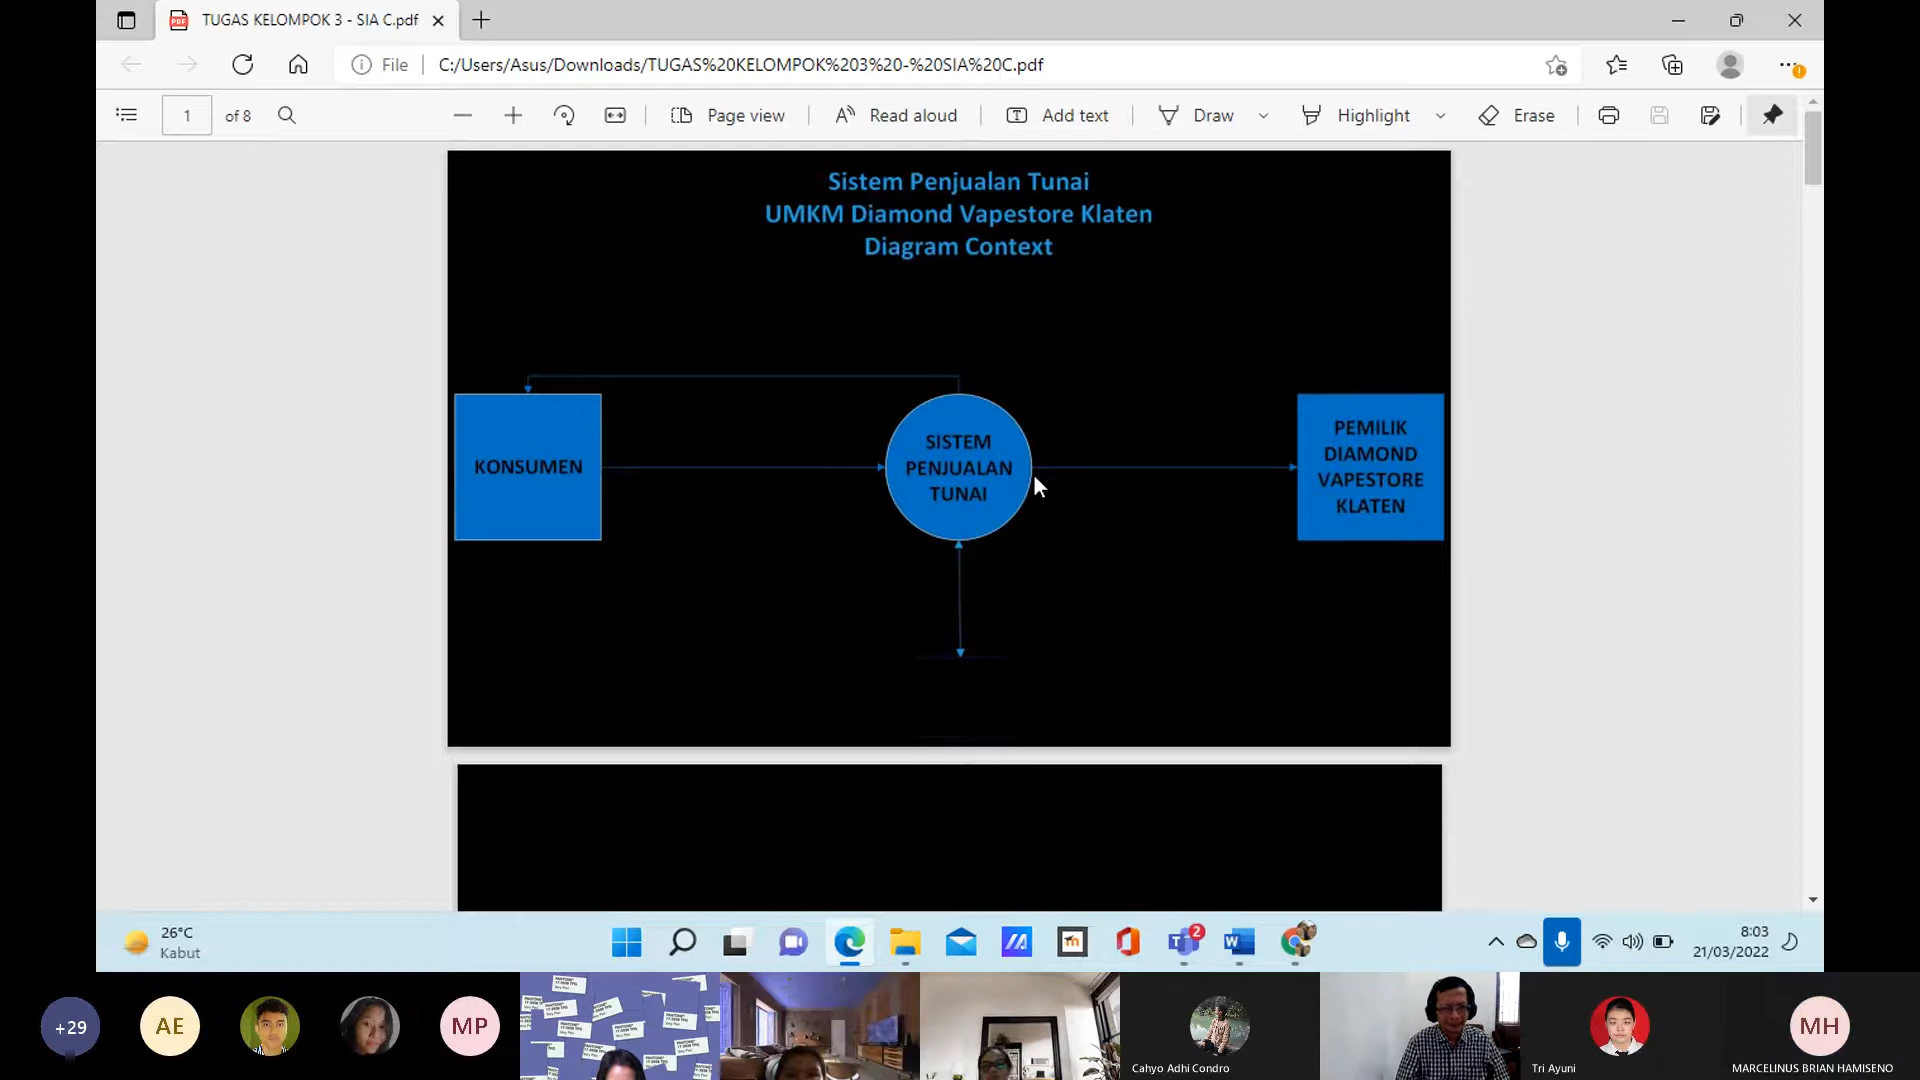 TUGAS KELOMPOK 3 - SIA C.pdf
File
C:/Users/Asus/Downloads/TUGAS%20KELOMPOK%203%20-%20SIA%20C.pdf
1 of 8
Page view
Read aloud
Add text
Draw
Highlight
Erase
Sistem Penjualan Tunai
UMKM Diamond Vapestore Klaten
Diagram Context
KONSUMEN
SISTEM
PENJUALAN
TUNAI
PEMILIK
DIAMOND
VAPESTORE
KLATEN
26°C
Kabut
2
8:03
21/03/2022
+29
AE
MP
Cahyo Adhi Condro
Tri Ayuni
MH
MARCELINUS BRIAN HAMISENO